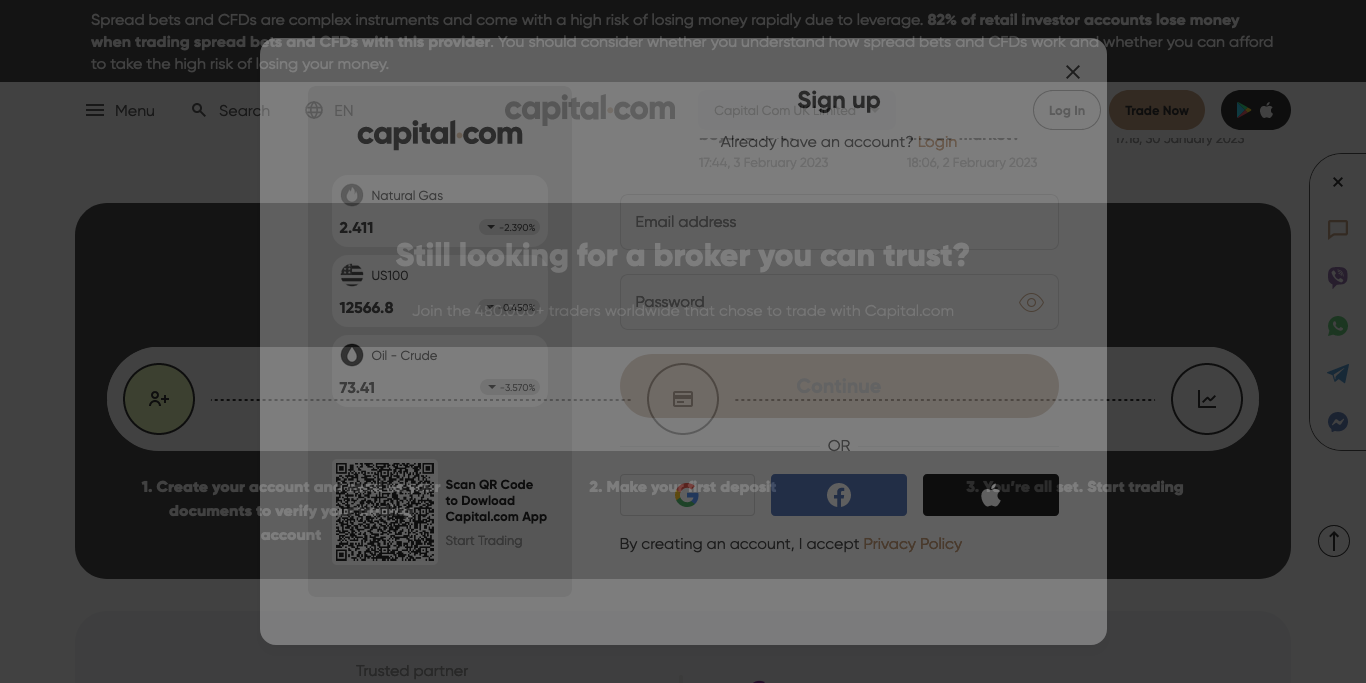 Spread bets and CFDs are complex instruments and come with a high risk of losing money rapidly due to leverage. 82% of retail investor accounts lose money
when trading spread bets and CFDs with this provider. You should consider whether you understand how spread bets and CFDs work and whether you can afford
to take the high risk of losing your money.
Menu
Search
EN
capital.com
Capital Com UK Limited
Log In
Trade Now
17:44, 3 February 2023
18:06, 2 February 2023
17:18, 30 January 2023
Sign up
Already have an account? Login
capital.com
Natural Gas
2.411
-2.390%
US100
12566.8
-0.450%
Oil - Crude
73.41
-3.570%
Scan QR Code
to Dowload
Capital.com App
Start Trading
Email address
Password
Continue
OR
By creating an account, I accept Privacy Policy
Still looking for a broker you can trust?
Join the traders worldwide that chose to trade with Capital.com
1. Create your account and
documents to verify
account
2. Make your first deposit
3. You're all set. Start trading
Trusted partner